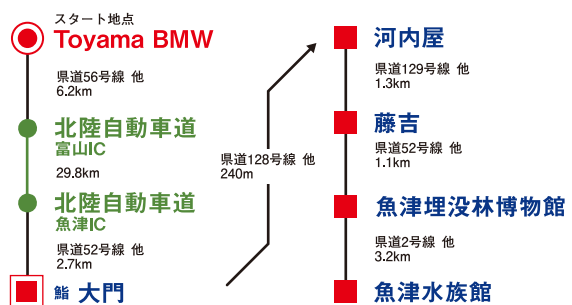 スタート地点
Toyama BMW
県道56号線 他
6.2km
北陸自動車道
富山IC
29.8km
北陸自動車道
魚津IC
県道52号線 他
2.7km
鮨 大門
県道128号線 他
240m
河内屋
県道129号線 他
1.3km
藤吉
県道52号線 他
1.1km
魚津埋没林博物館
県道2号線 他
3.2km
魚津水族館